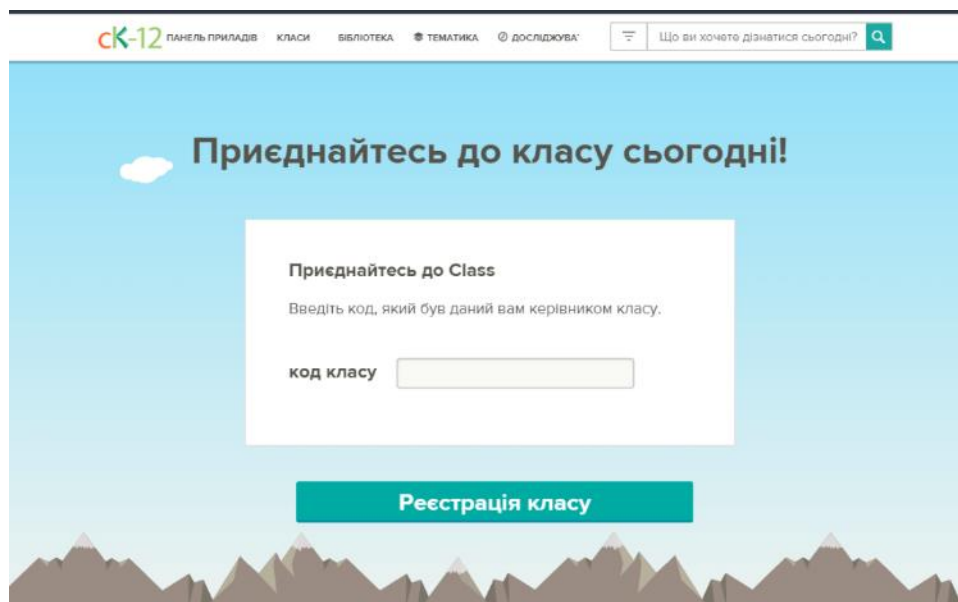 cK-12 ПАНЕЛЬ ПРИЛАДІВ КЛАСИ БІБЛІОТЕКА ТЕМАТИКА ДОСЛІДЖУВА Що ви хочете дізнатися сьогодні?
Приєднайтесь до класу сьогодні!
Приєднайтесь до Class
Введіть код, який був даний вам керівником класу.
код класу
Реєстрація класу